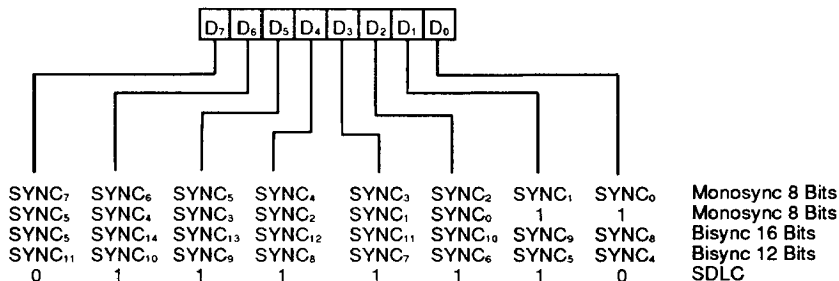 D₇ D₆ D₅ D₄ D₃ D₂ D₁ D₀
SYNC₇ SYNC₆ SYNC₅ SYNC₄ SYNC₃ SYNC₂ SYNC₁ SYNC₀ Monosync 8 Bits
SYNC₅ SYNC₄ SYNC₃ SYNC₂ SYNC₁ SYNC₀ 1 1 Monosync 8 Bits
SYNC₅ SYNC₁₄ SYNC₁₃ SYNC₁₂ SYNC₁₁ SYNC₁₀ SYNC₉ SYNC₈ Bisync 16 Bits
SYNC₁₁ SYNC₁₀ SYNC₉ SYNC₈ SYNC₇ SYNC₆ SYNC₅ SYNC₄ Bisync 12 Bits
0 1 1 1 1 1 1 0 SDLC